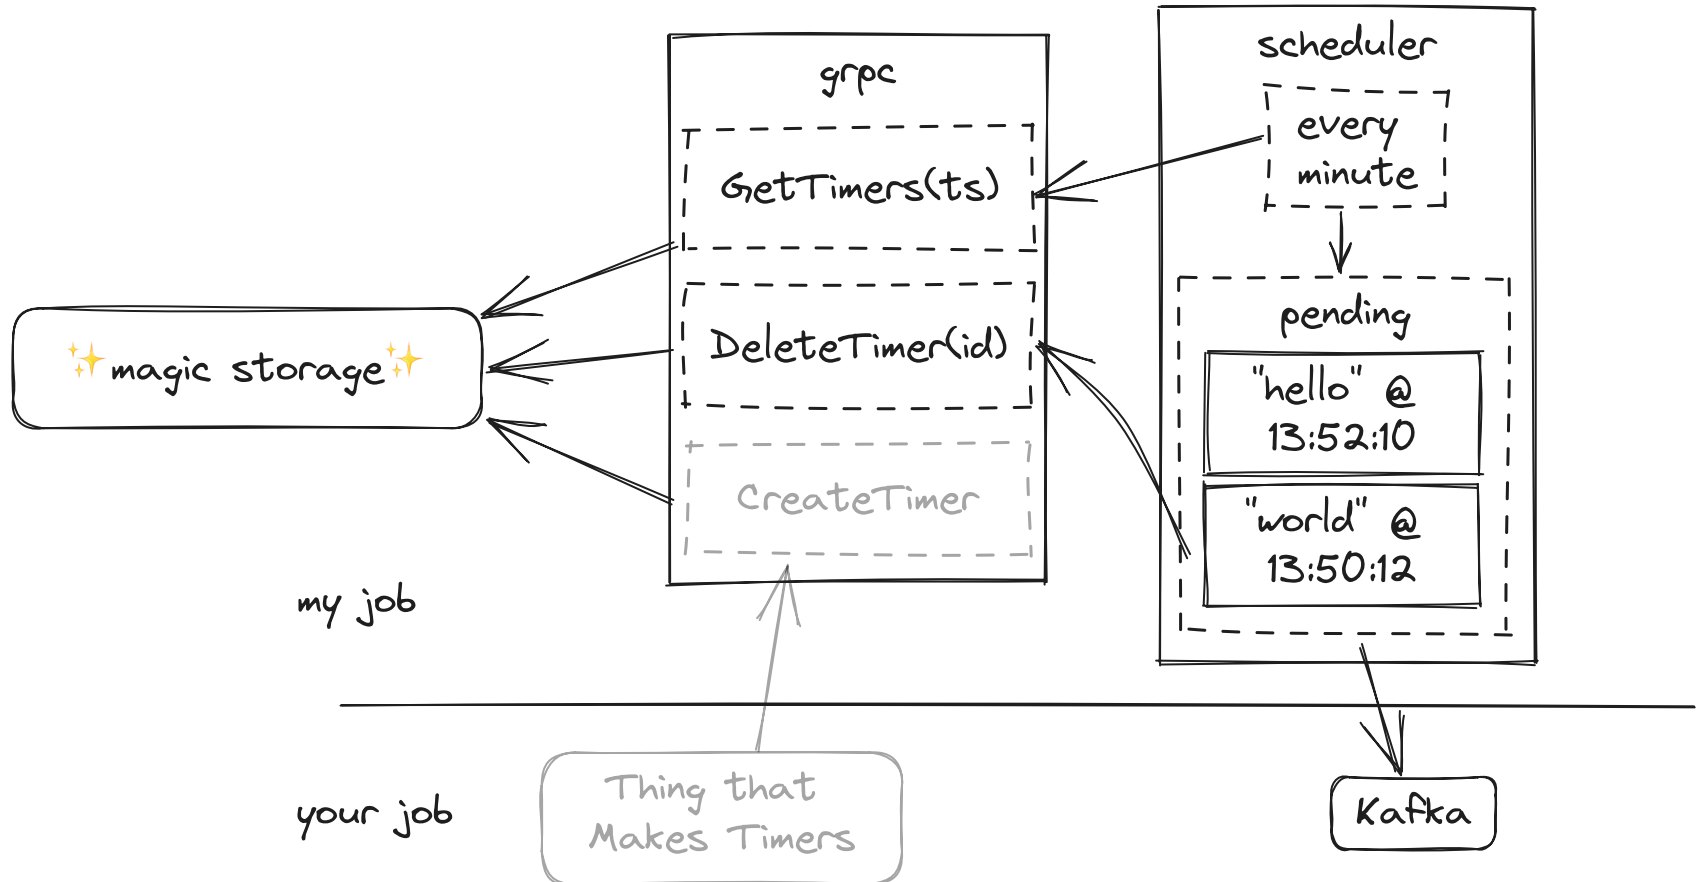 grpc
GetTimers(ts)
DeleteTimer(id)
CreateTimer
scheduler
every
minute
pending
"hello" @
13:52:10
"world" @
13:50:12
✨magic storage✨
my job
your job
Thing that
Makes Timers
Kafka